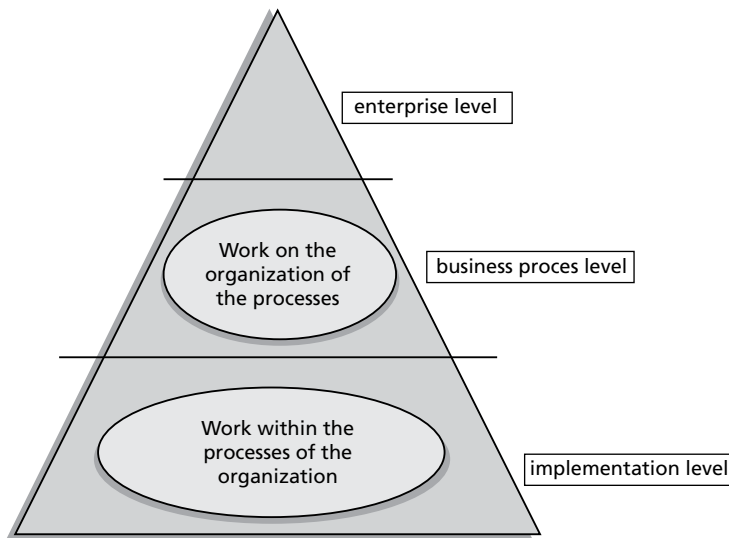 enterprise level
Work on the
organization of
the processes
business proces level
Work within the
processes of the
organization
implementation level